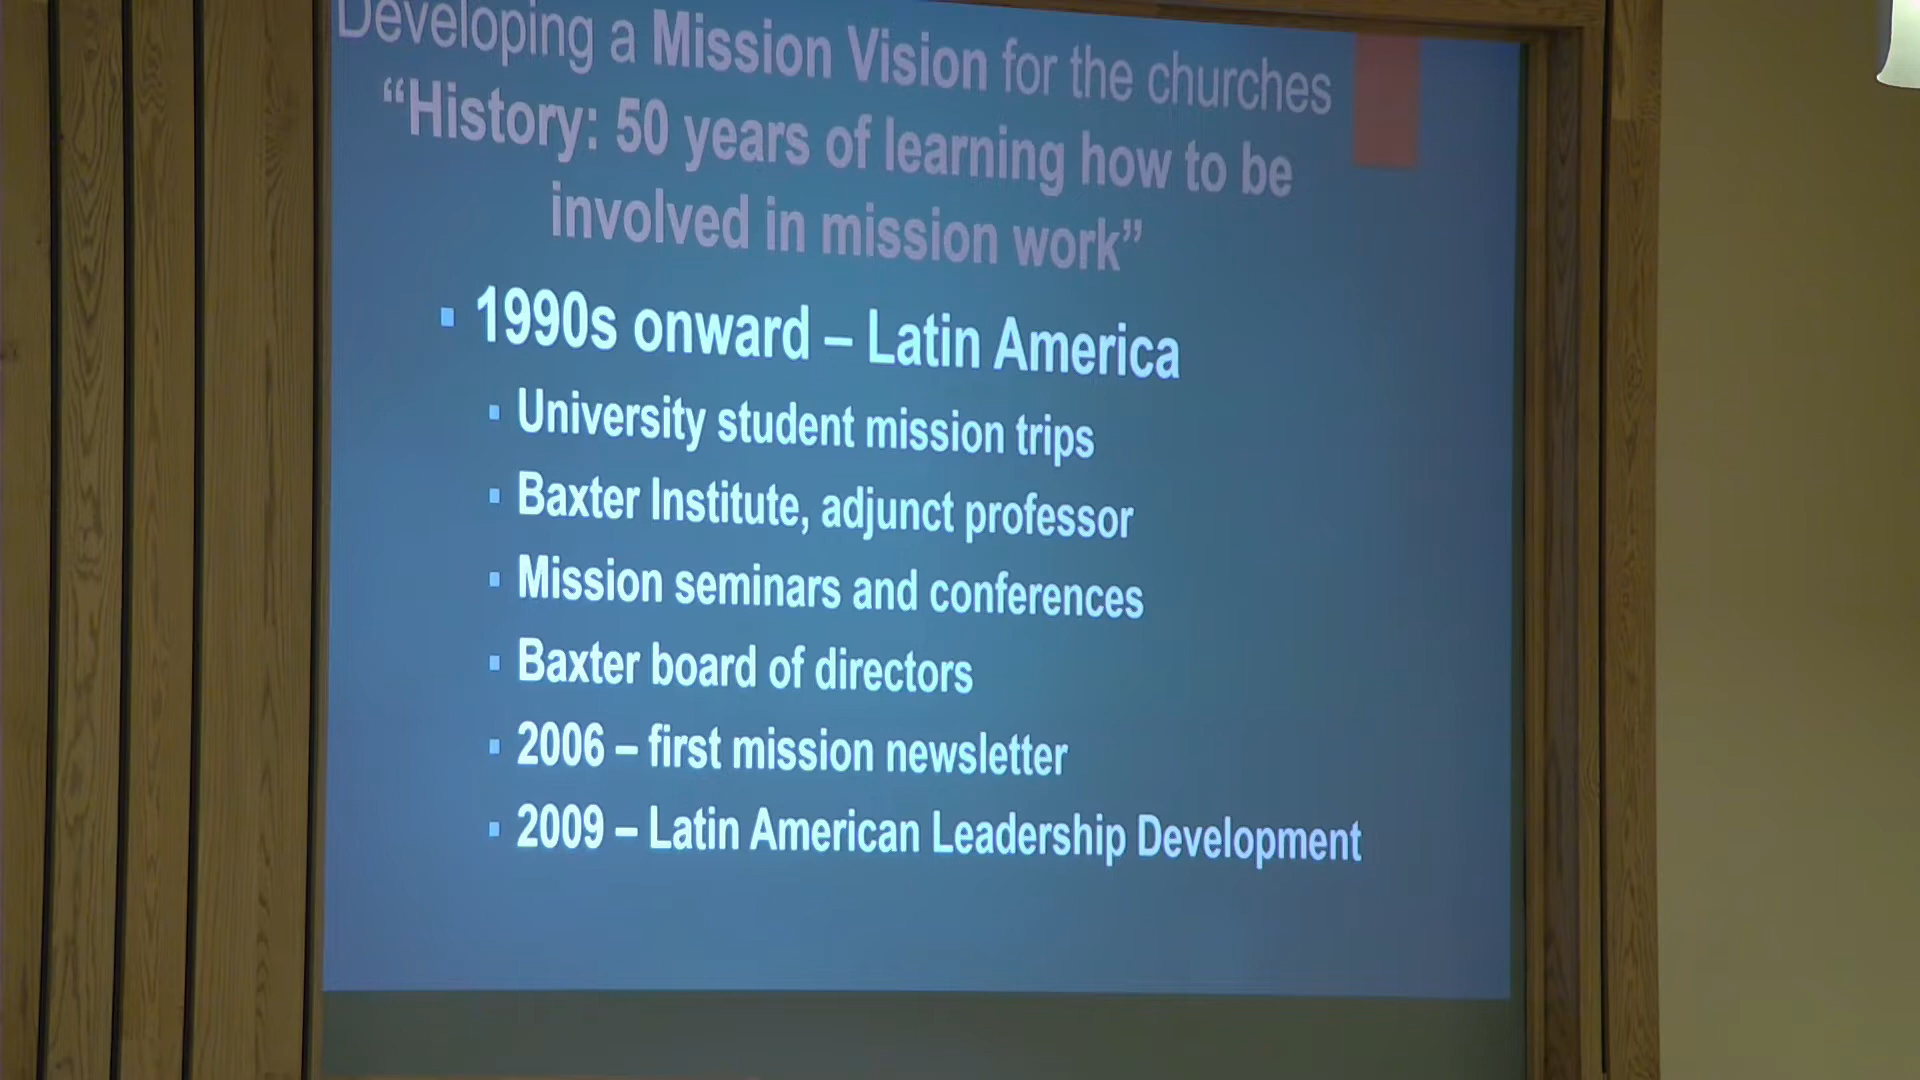 Developing a Mission Vision for the churches
“History: 50 years of learning how to be
involved in mission work”
▪ 1990s onward – Latin America
▪ University student mission trips
▪ Baxter Institute, adjunct professor
▪ Mission seminars and conferences
▪ Baxter board of directors
▪ 2006 – first mission newsletter
▪ 2009 – Latin American Leadership Development